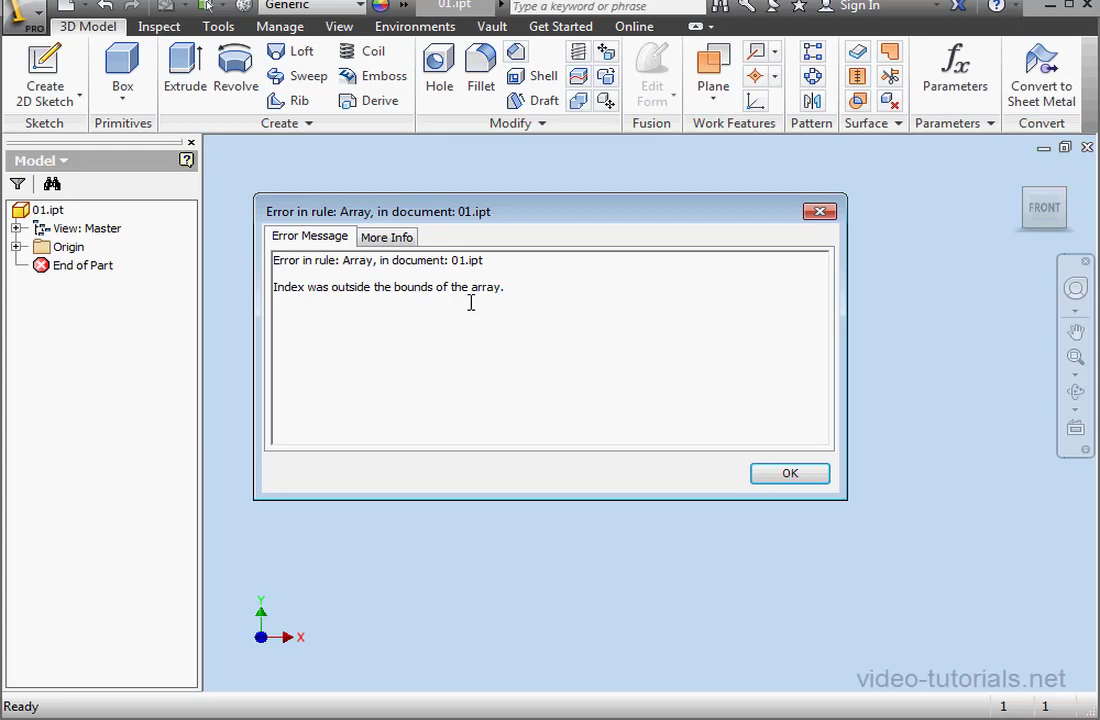 Generic
01.ipt
Type a keyword or phrase
Sign In
PRO
3D Model Inspect Tools Manage View Environments Vault Get Started Online
Create 2D Sketch
Box
Extrude
Revolve
Loft
Sweep
Rib
Coil
Emboss
Derive
Hole
Fillet
Shell
Draft
Edit Form
Plane
Parameters
Convert to Sheet Metal
Sketch
Primitives
Create
Modify
Fusion
Work Features
Pattern
Surface
Parameters
Convert
Model
01.ipt
View: Master
Origin
End of Part
Error in rule: Array, in document: 01.ipt
Error Message More Info
Error in rule: Array, in document: 01.ipt
Index was outside the bounds of the array.
OK
FRONT
Y
X
video-tutorials.net
Ready 1 1